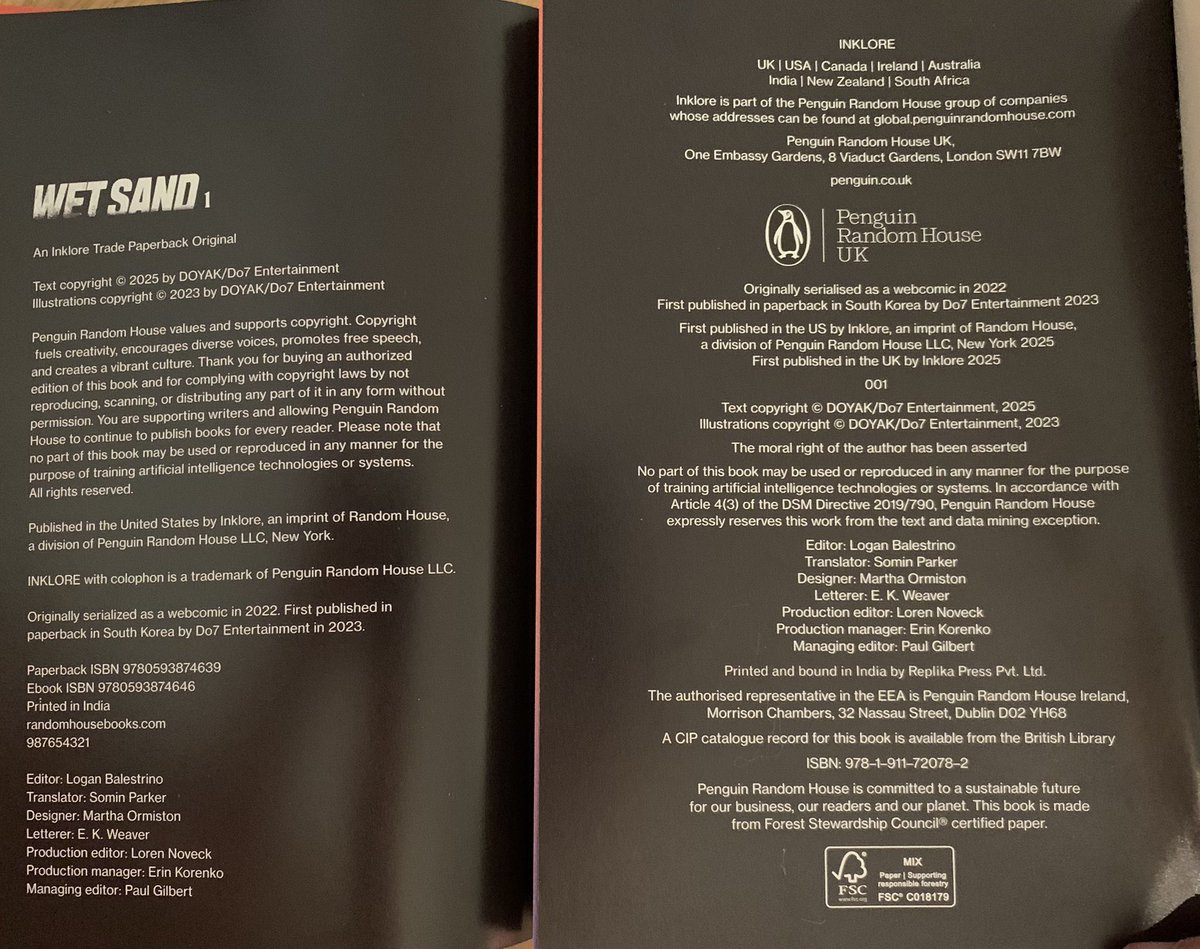 WET SAND 1
An Inklore Trade Paperback Original
Text copyright © 2025 by DOYAK/Do7 Entertainment
Illustrations copyright © 2023 by DOYAK/Do7 Entertainment
Penguin Random House values and supports copyright. Copyright
fuels creativity, encourages diverse voices, promotes free speech,
and creates a vibrant culture. Thank you for buying an authorized
edition of this book and for complying with copyright laws by not
reproducing, scanning, or distributing any part of it in any form without
permission. You are supporting writers and allowing Penguin Random
House to continue to publish books for every reader. Please note that
no part of this book may be used or reproduced in any manner for the
purpose of training artificial intelligence technologies or systems.
All rights reserved.
Published in the United States by Inklore, an imprint of Random House,
a division of Penguin Random House LLC, New York.
INKLORE with colophon is a trademark of Penguin Random House LLC.
Originally serialized as a webcomic in 2022. First published in
paperback in South Korea by Do7 Entertainment in 2023.
Paperback ISBN 9780593874639
Ebook ISBN 9780593874646
Printed in India
randomhousebooks.com
987654321
Editor: Logan Balestrino
Translator: Somin Parker
Designer: Martha Ormiston
Letterer: E. K. Weaver
Production editor: Loren Noveck
Production manager: Erin Korenko
Managing editor: Paul Gilbert
INKLORE
UK | USA | Canada | Ireland | Australia
India | New Zealand | South Africa
Inklore is part of the Penguin Random House group of companies
whose addresses can be found at global.penguinrandomhouse.com
Penguin Random House UK,
One Embassy Gardens, 8 Viaduct Gardens, London SW11 7BW
penguin.co.uk
Penguin
Random House
UK
Originally serialised as a webcomic in 2022
First published in paperback in South Korea by Do7 Entertainment 2023
First published in the US by Inklore, an imprint of Random House,
a division of Penguin Random House LLC, New York 2025
First published in the UK by Inklore 2025
001
Text copyright © DOYAK/Do7 Entertainment, 2025
Illustrations copyright © DOYAK/Do7 Entertainment, 2023
The moral right of the author has been asserted
No part of this book may be used or reproduced in any manner for the purpose
of training artificial intelligence technologies or systems. In accordance with
Article 4(3) of the DSM Directive 2019/790, Penguin Random House
expressly reserves this work from the text and data mining exception.
Editor: Logan Balestrino
Translator: Somin Parker
Designer: Martha Ormiston
Letterer: E. K. Weaver
Production editor: Loren Noveck
Production manager: Erin Korenko
Managing editor: Paul Gilbert
Printed and bound in India by Replika Press Pvt. Ltd.
The authorised representative in the EEA is Penguin Random House Ireland,
Morrison Chambers, 32 Nassau Street, Dublin D02 YH68
A CIP catalogue record for this book is available from the British Library
ISBN: 978–1–911–72078–2
Penguin Random House is committed to a sustainable future
for our business, our readers and our planet. This book is made
from Forest Stewardship Council® certified paper.
FSC
www.fsc.org
MIX
Paper | Supporting
responsible forestry
FSC® C018179